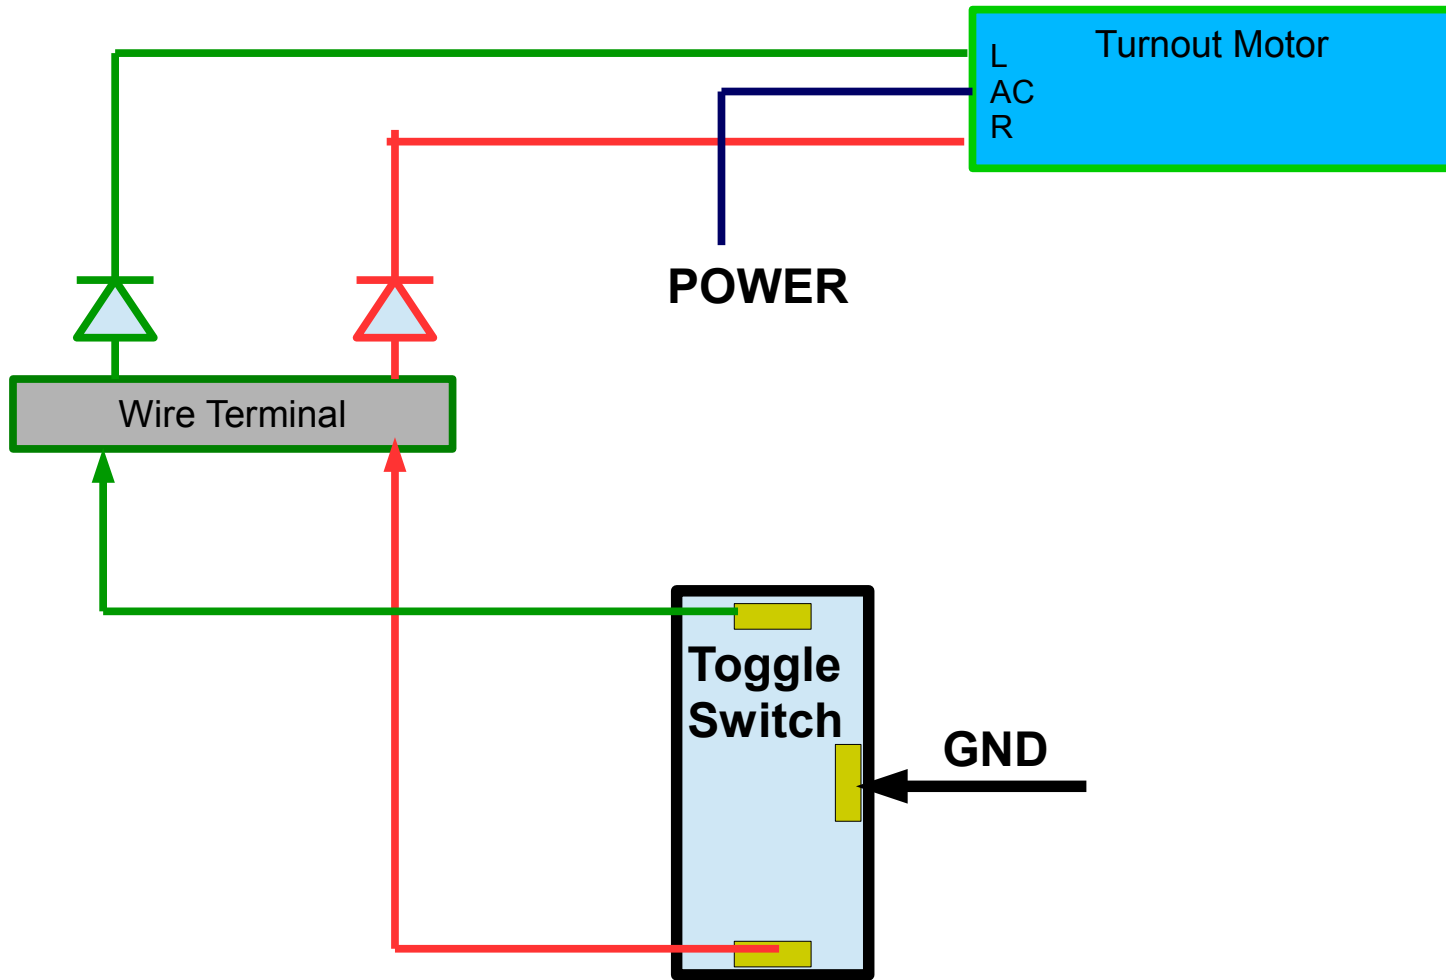 Turnout Motor
L
AC
R
POWER
Wire Terminal
Toggle
Switch
GND